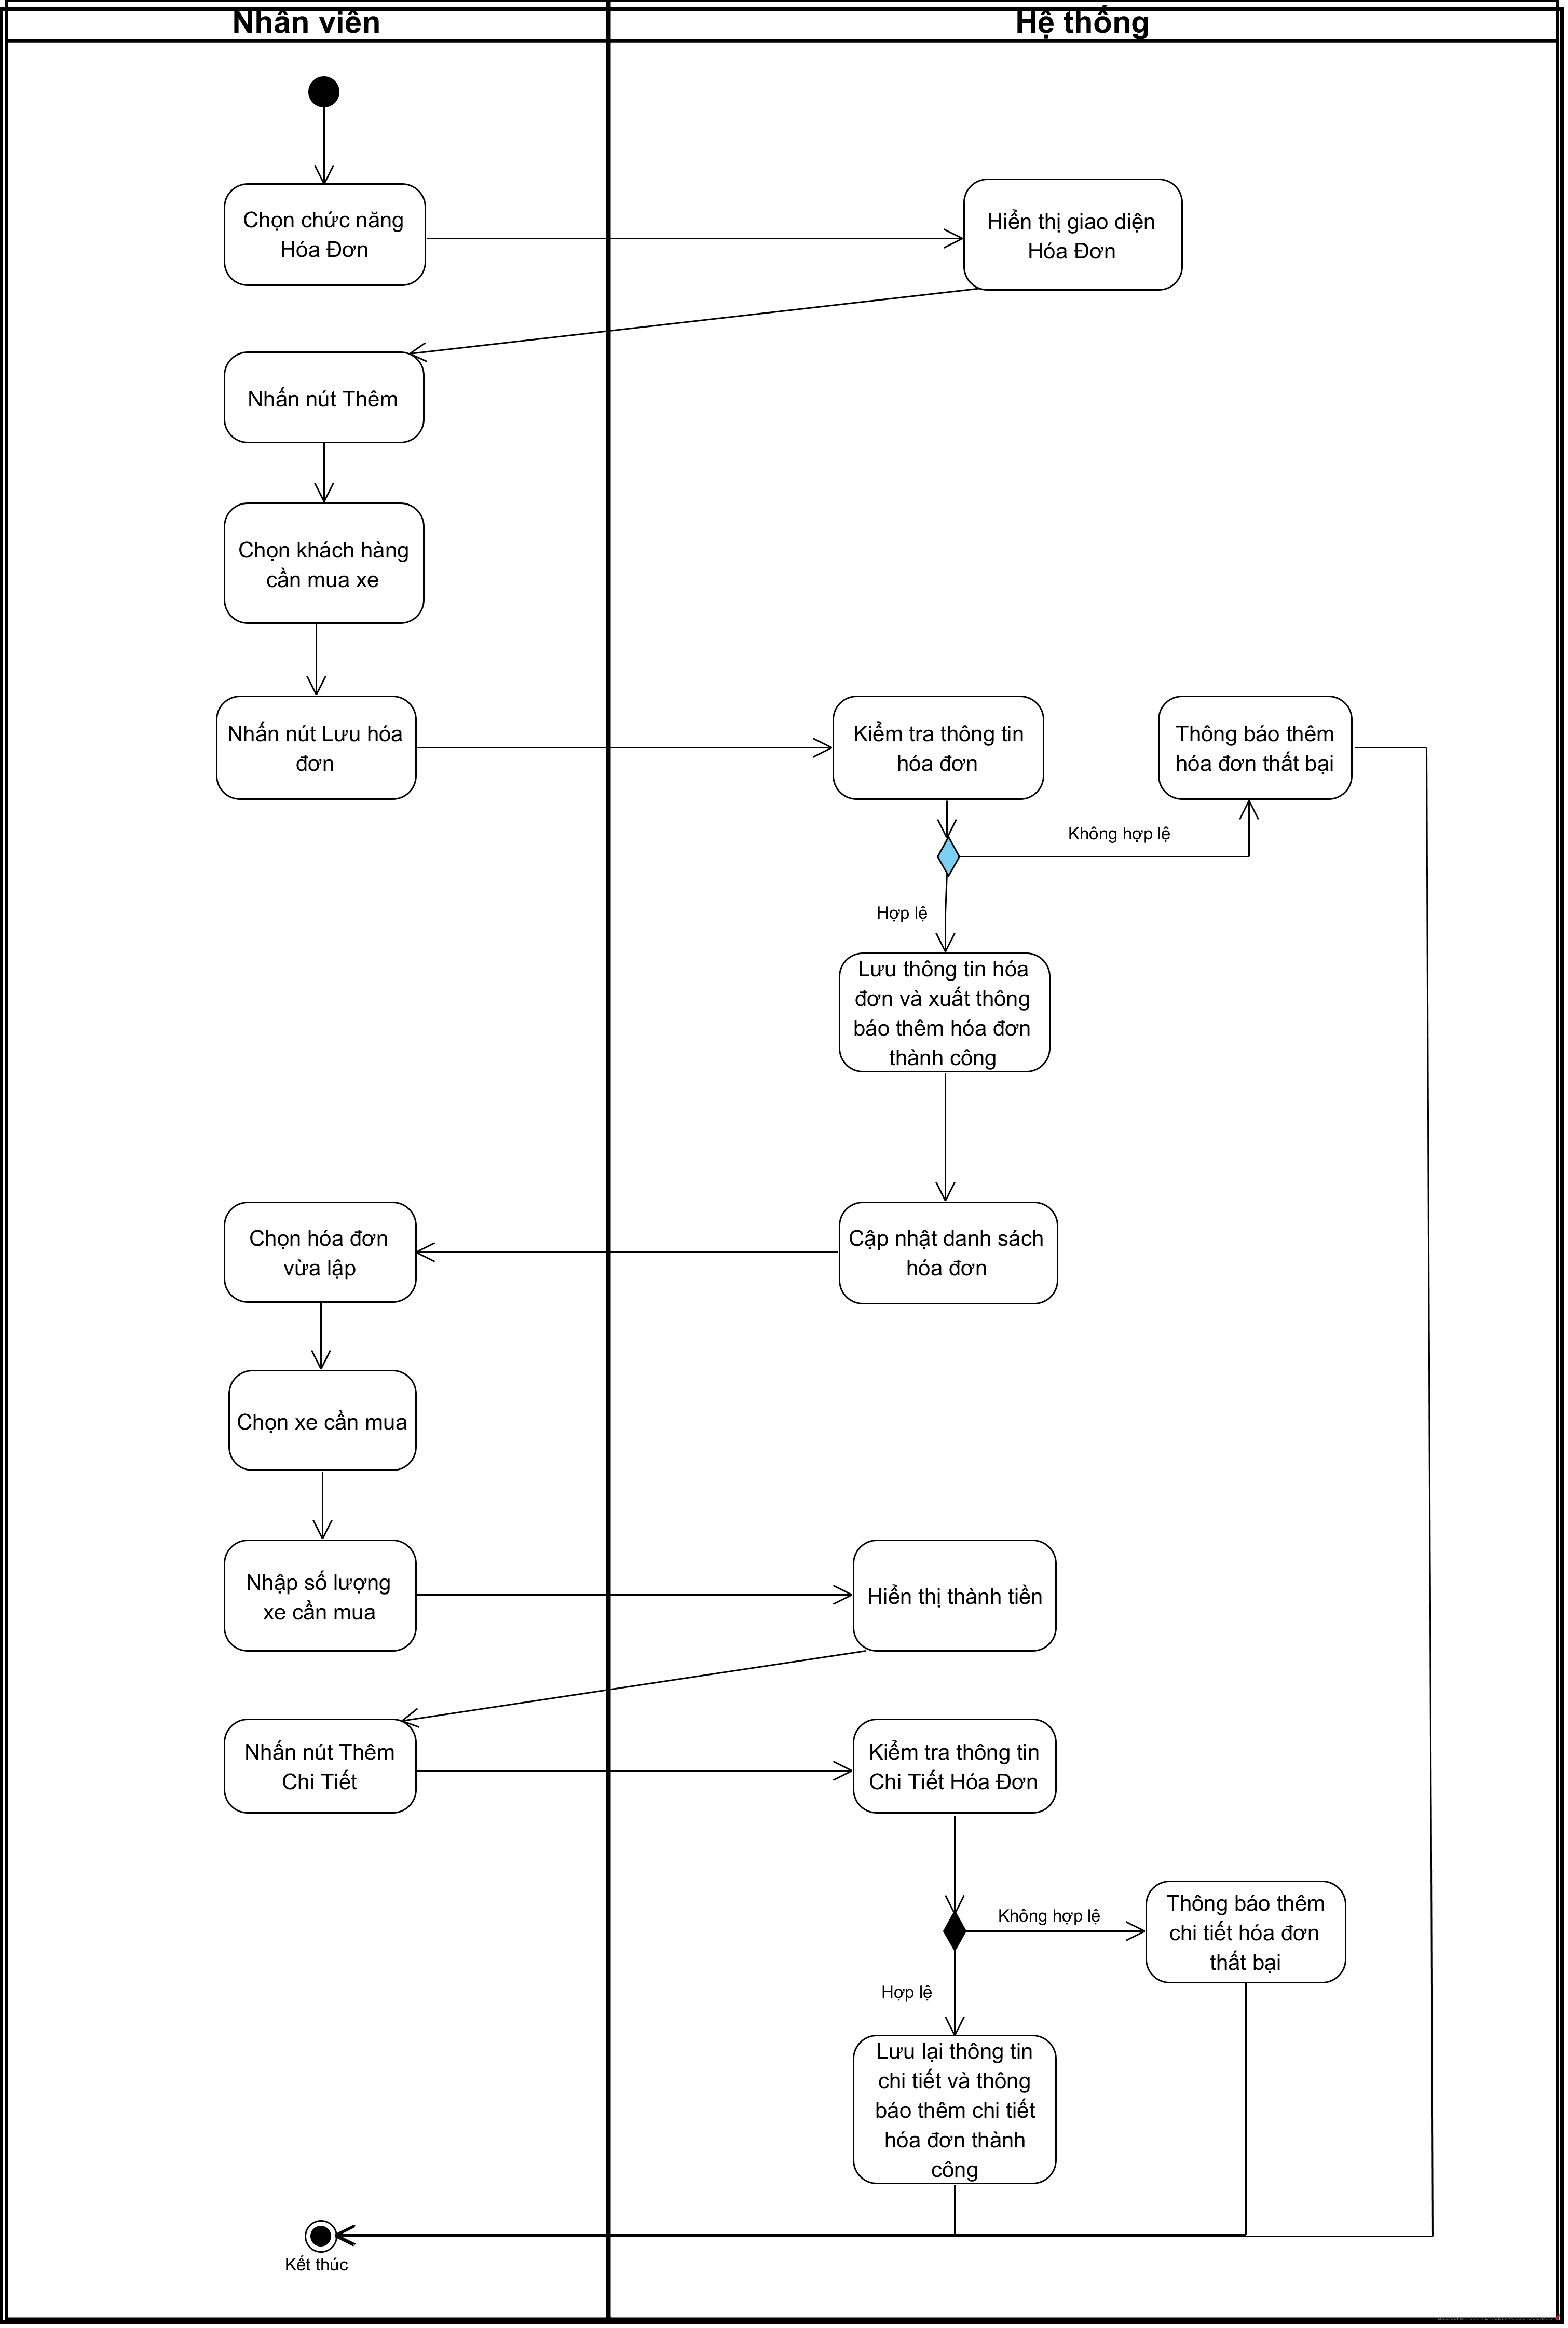 Nhân viên
Hệ thống
Chọn chức năng
Hóa Đơn
Hiển thị giao diện
Hóa Đơn
Nhấn nút Thêm
Chọn khách hàng
cần mua xe
Nhấn nút Lưu hóa
đơn
Kiểm tra thông tin
hóa đơn
Thông báo thêm
hóa đơn thất bại
Không hợp lệ
Hợp lệ
Lưu thông tin hóa
đơn và xuất thông
báo thêm hóa đơn
thành công
Chọn hóa đơn
vừa lập
Cập nhật danh sách
hóa đơn
Chọn xe cần mua
Nhập số lượng
xe cần mua
Hiển thị thành tiền
Nhấn nút Thêm
Chi Tiết
Kiểm tra thông tin
Chi Tiết Hóa Đơn
Không hợp lệ
Thông báo thêm
chi tiết hóa đơn
thất bại
Hợp lệ
Lưu lại thông tin
chi tiết và thông
báo thêm chi tiết
hóa đơn thành
công
Kết thúc